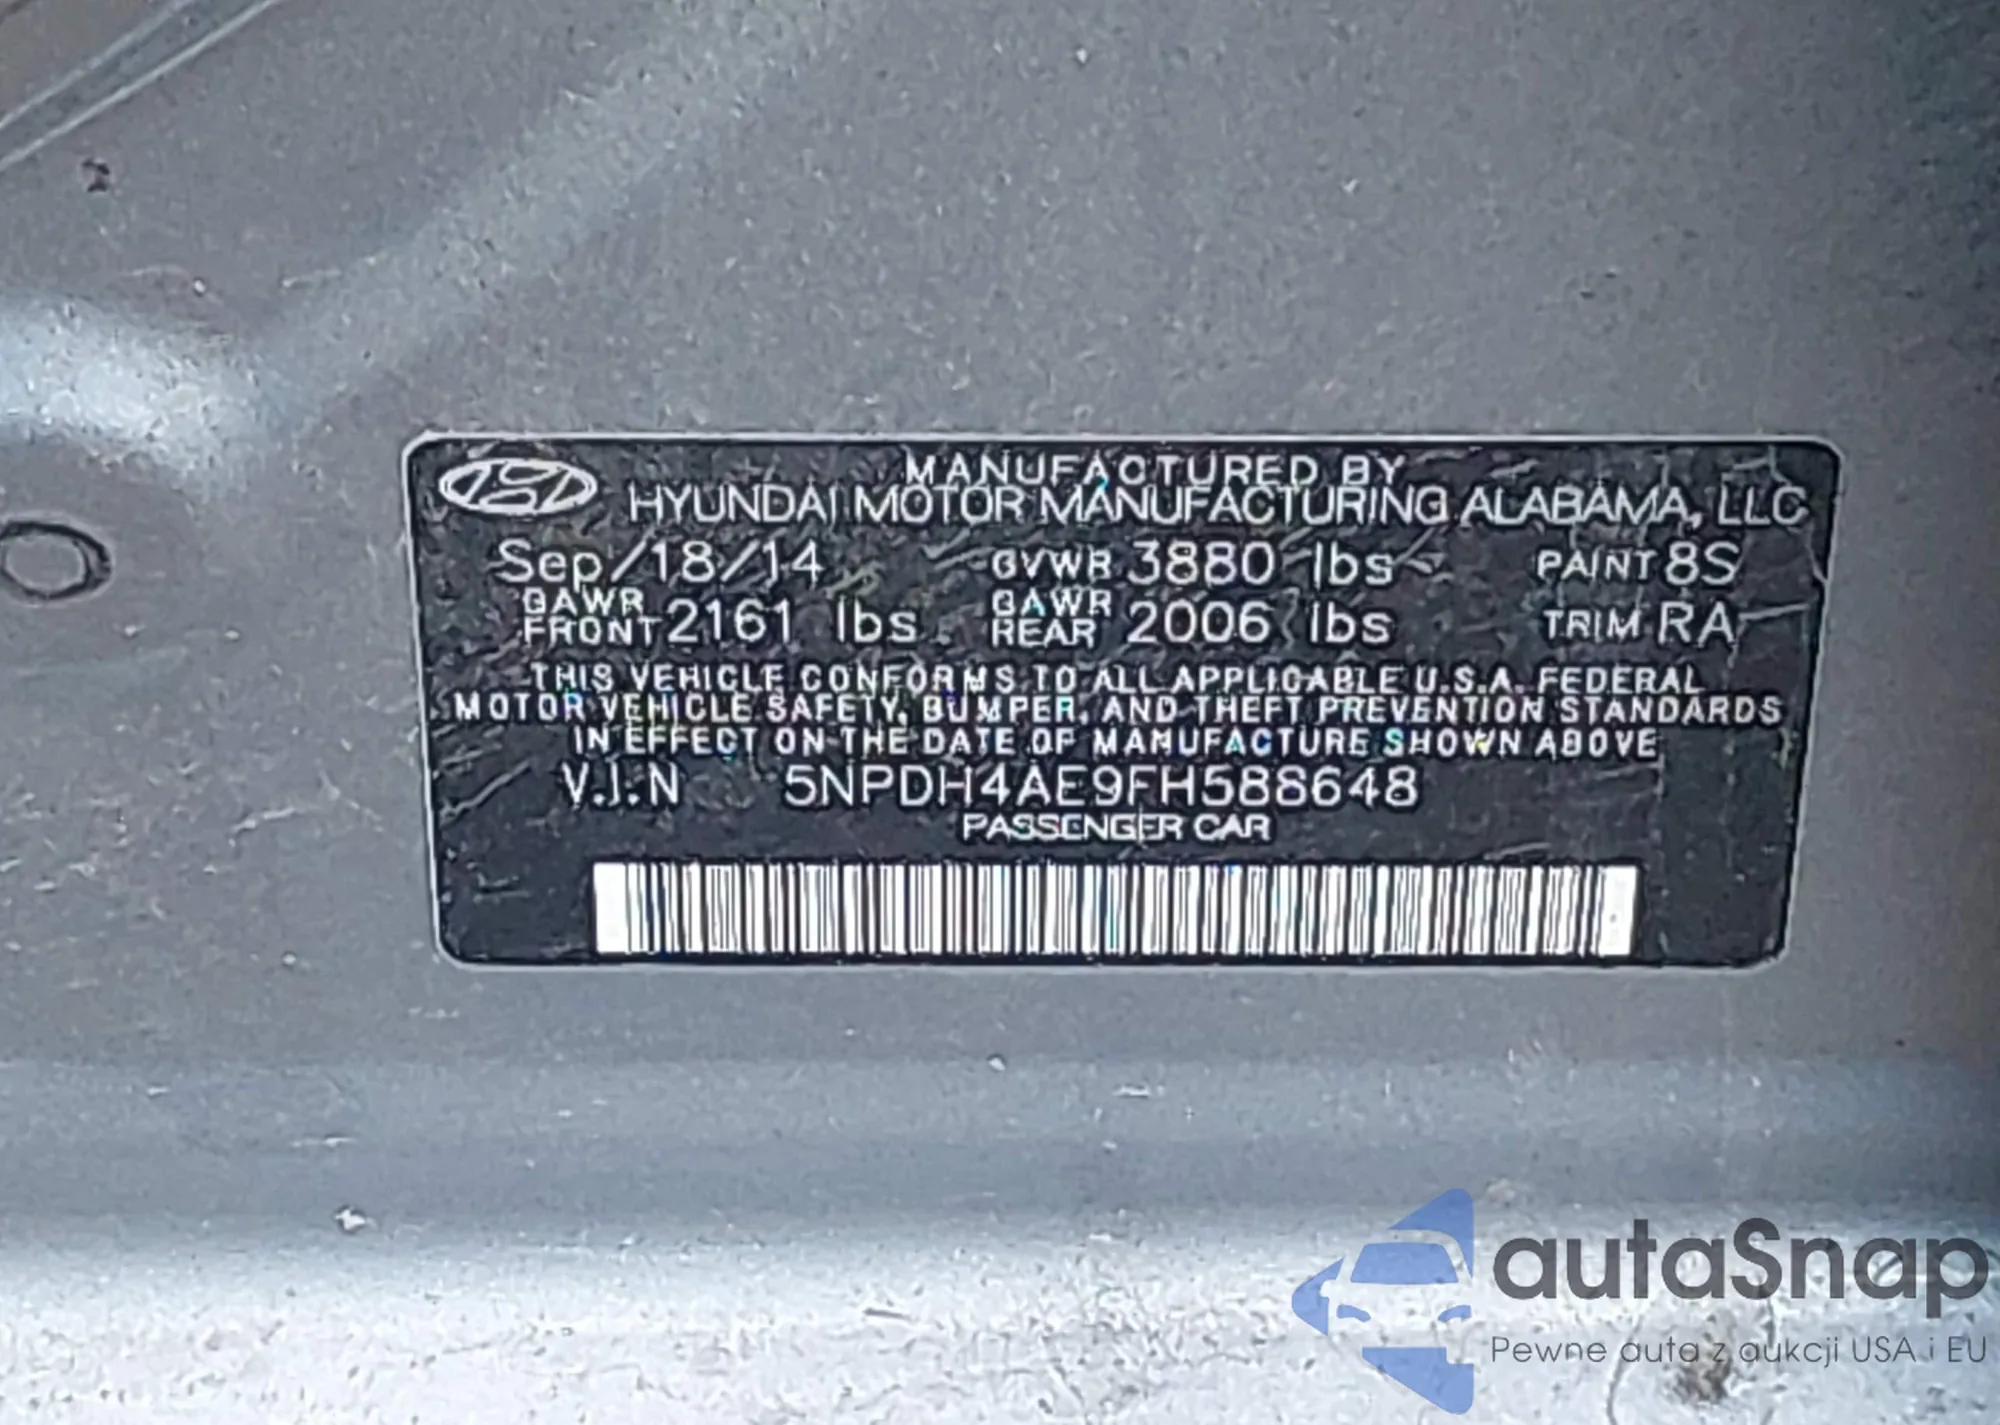 MANUFACTURED BY
HYUNDAI MOTOR MANUFACTURING ALABAMA, LLC
Sep/18/14 GVWR 3880 lbs PAINT 8S
GAWR FRONT 2161 lbs GAWR REAR 2006 lbs TRIM RA
THIS VEHICLE CONFORMS TO ALL APPLICABLE U.S.A. FEDERAL
MOTOR VEHICLE SAFETY, BUMPER, AND THEFT PREVENTION STANDARDS
IN EFFECT ON THE DATE OF MANUFACTURE SHOWN ABOVE
V.I.N 5NPDH4AE9FH588648
PASSENGER CAR
autaSnap
Pewne auta z aukcji USA i EU